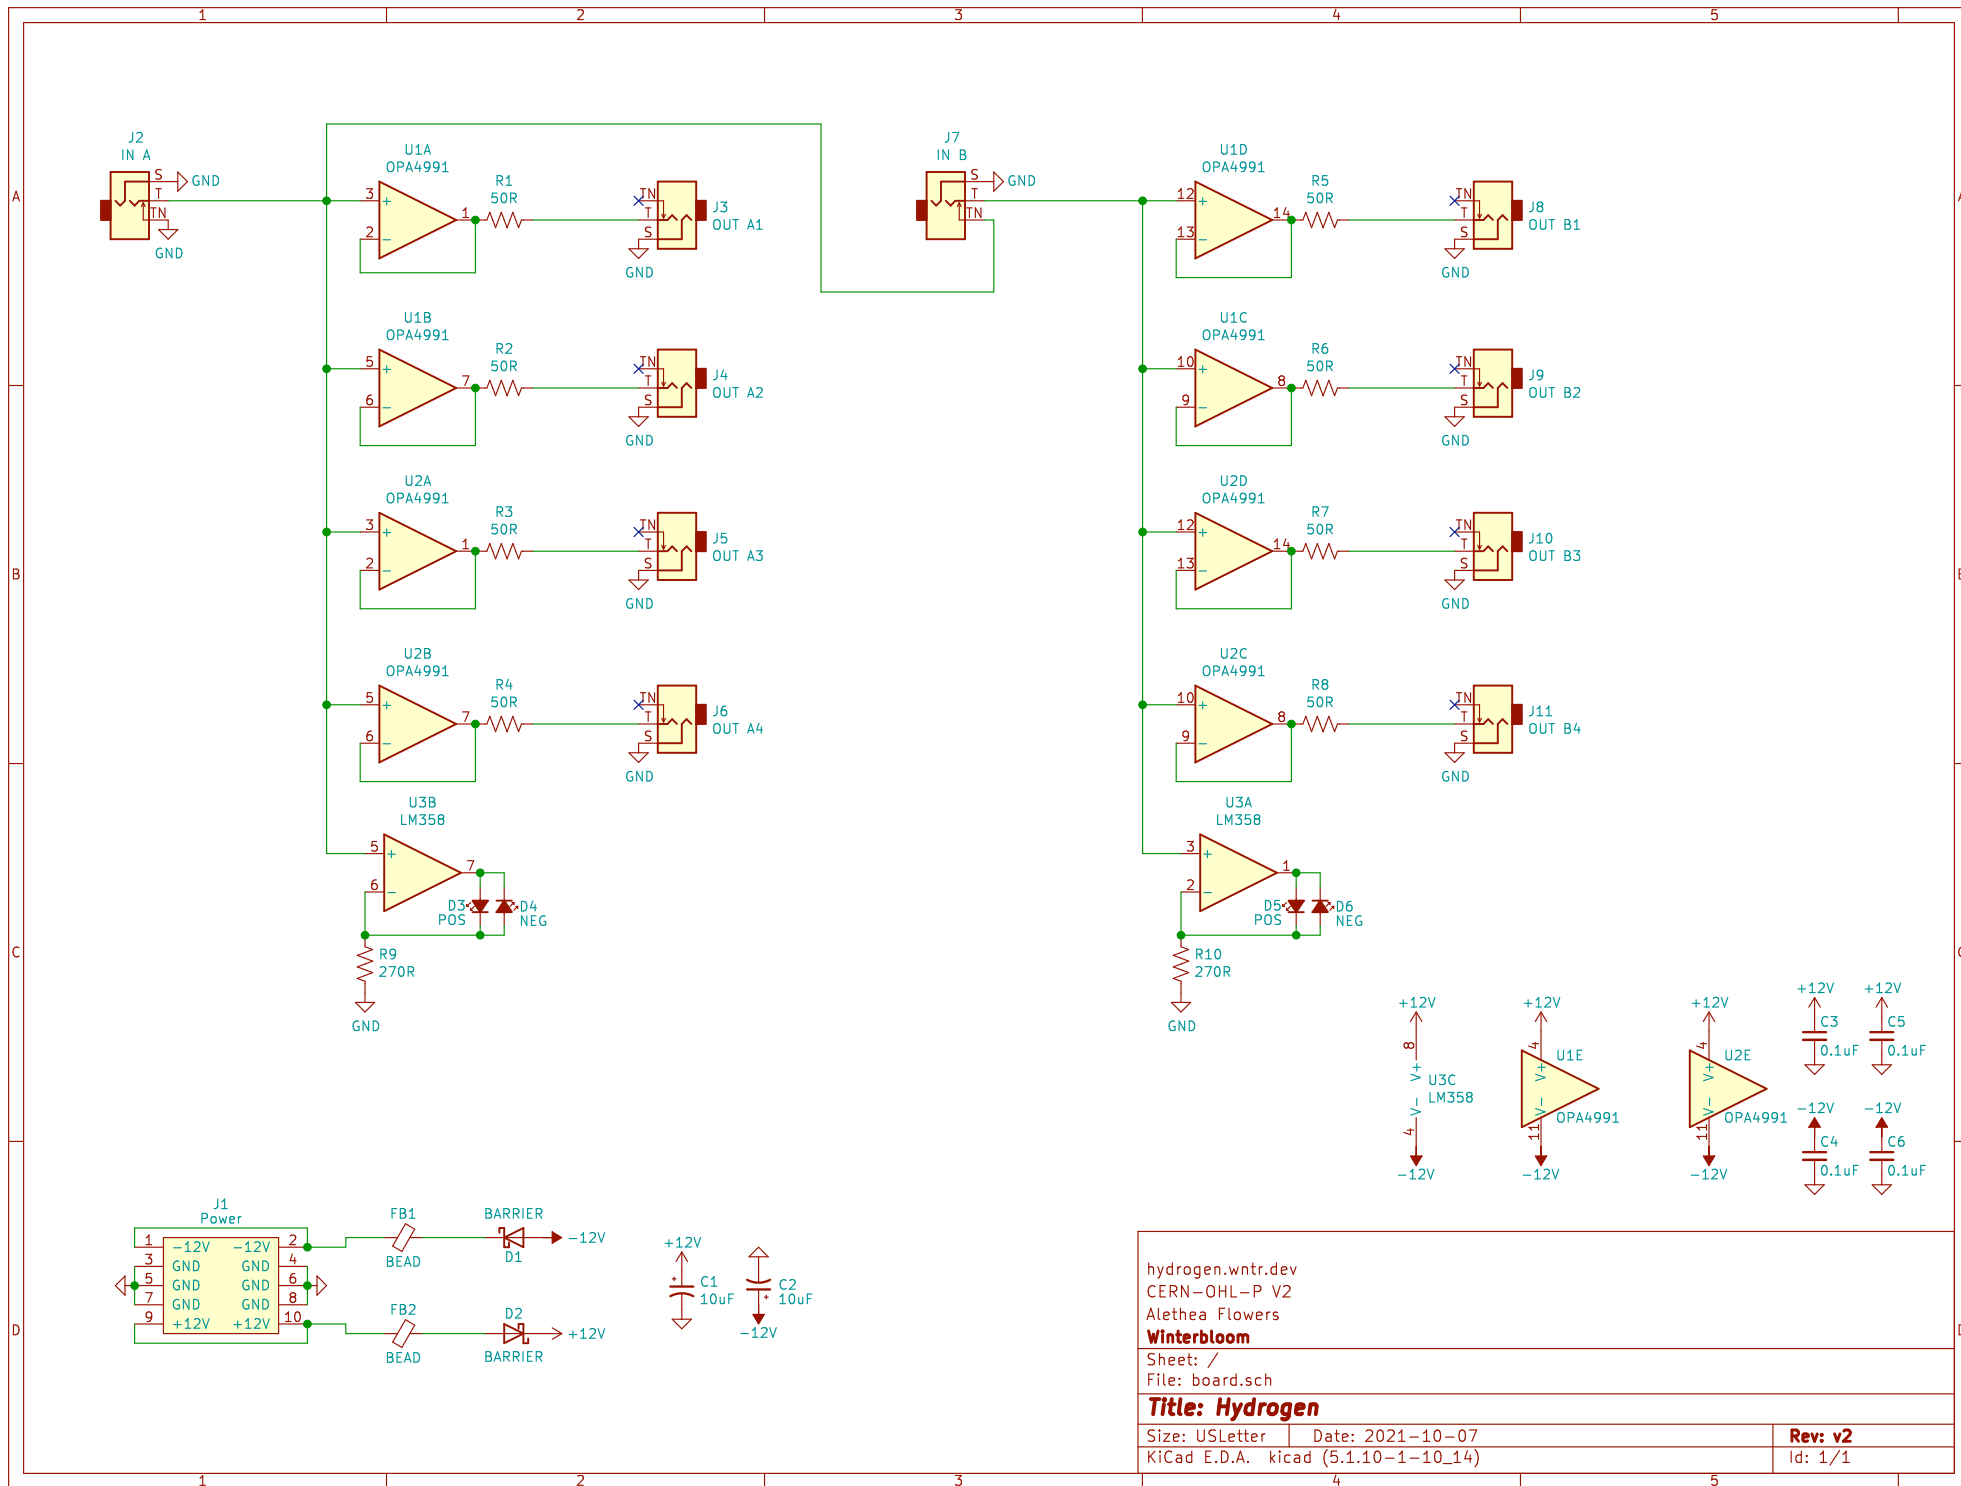 1 2 3 4 5
A
B
C
D
J2
IN A
S
GND
T
TN
GND
U1A
OPA4991
3
+
2
−
1
R1
50R
TN
T
S
J3
OUT A1
GND
U1B
OPA4991
5
+
6
−
7
R2
50R
TN
T
S
J4
OUT A2
GND
U2A
OPA4991
3
+
2
−
1
R3
50R
TN
T
S
J5
OUT A3
GND
U2B
OPA4991
5
+
6
−
7
R4
50R
TN
T
S
J6
OUT A4
GND
U3B
LM358
5
+
6
−
7
D3
POS
D4
NEG
R9
270R
GND
J7
IN B
S
GND
T
TN
U1D
OPA4991
12
+
13
−
14
R5
50R
TN
T
S
J8
OUT B1
GND
U1C
OPA4991
10
+
9
−
8
R6
50R
TN
T
S
J9
OUT B2
GND
U2D
OPA4991
12
+
13
−
14
R7
50R
TN
T
S
J10
OUT B3
GND
U2C
OPA4991
10
+
9
−
8
R8
50R
TN
T
S
J11
OUT B4
GND
U3A
LM358
3
+
2
−
1
D5
POS
D6
NEG
R10
270R
GND
+12V
8
V+
U3C
LM358
V−
4
−12V
+12V
4
U1E
V+
V−
OPA4991
11
−12V
+12V
4
U2E
V+
V−
OPA4991
11
−12V
+12V
C3
0.1uF
+12V
C5
0.1uF
−12V
C4
0.1uF
−12V
C6
0.1uF
J1
Power
1 −12V −12V 2
3 GND GND 4
5 GND GND 6
7 GND GND 8
9 +12V +12V 10
FB1
BEAD
BARRIER
D1
−12V
FB2
BEAD
D2
BARRIER
+12V
+12V
+
C1
10uF
C2
10uF
+
−12V
hydrogen.wntr.dev
CERN-OHL-P V2
Alethea Flowers
Winterbloom
Sheet: /
File: board.sch
Title: Hydrogen
Size: USLetter Date: 2021-10-07 Rev: v2
KiCad E.D.A. kicad (5.1.10-1-10_14) Id: 1/1
1 2 3 4 5